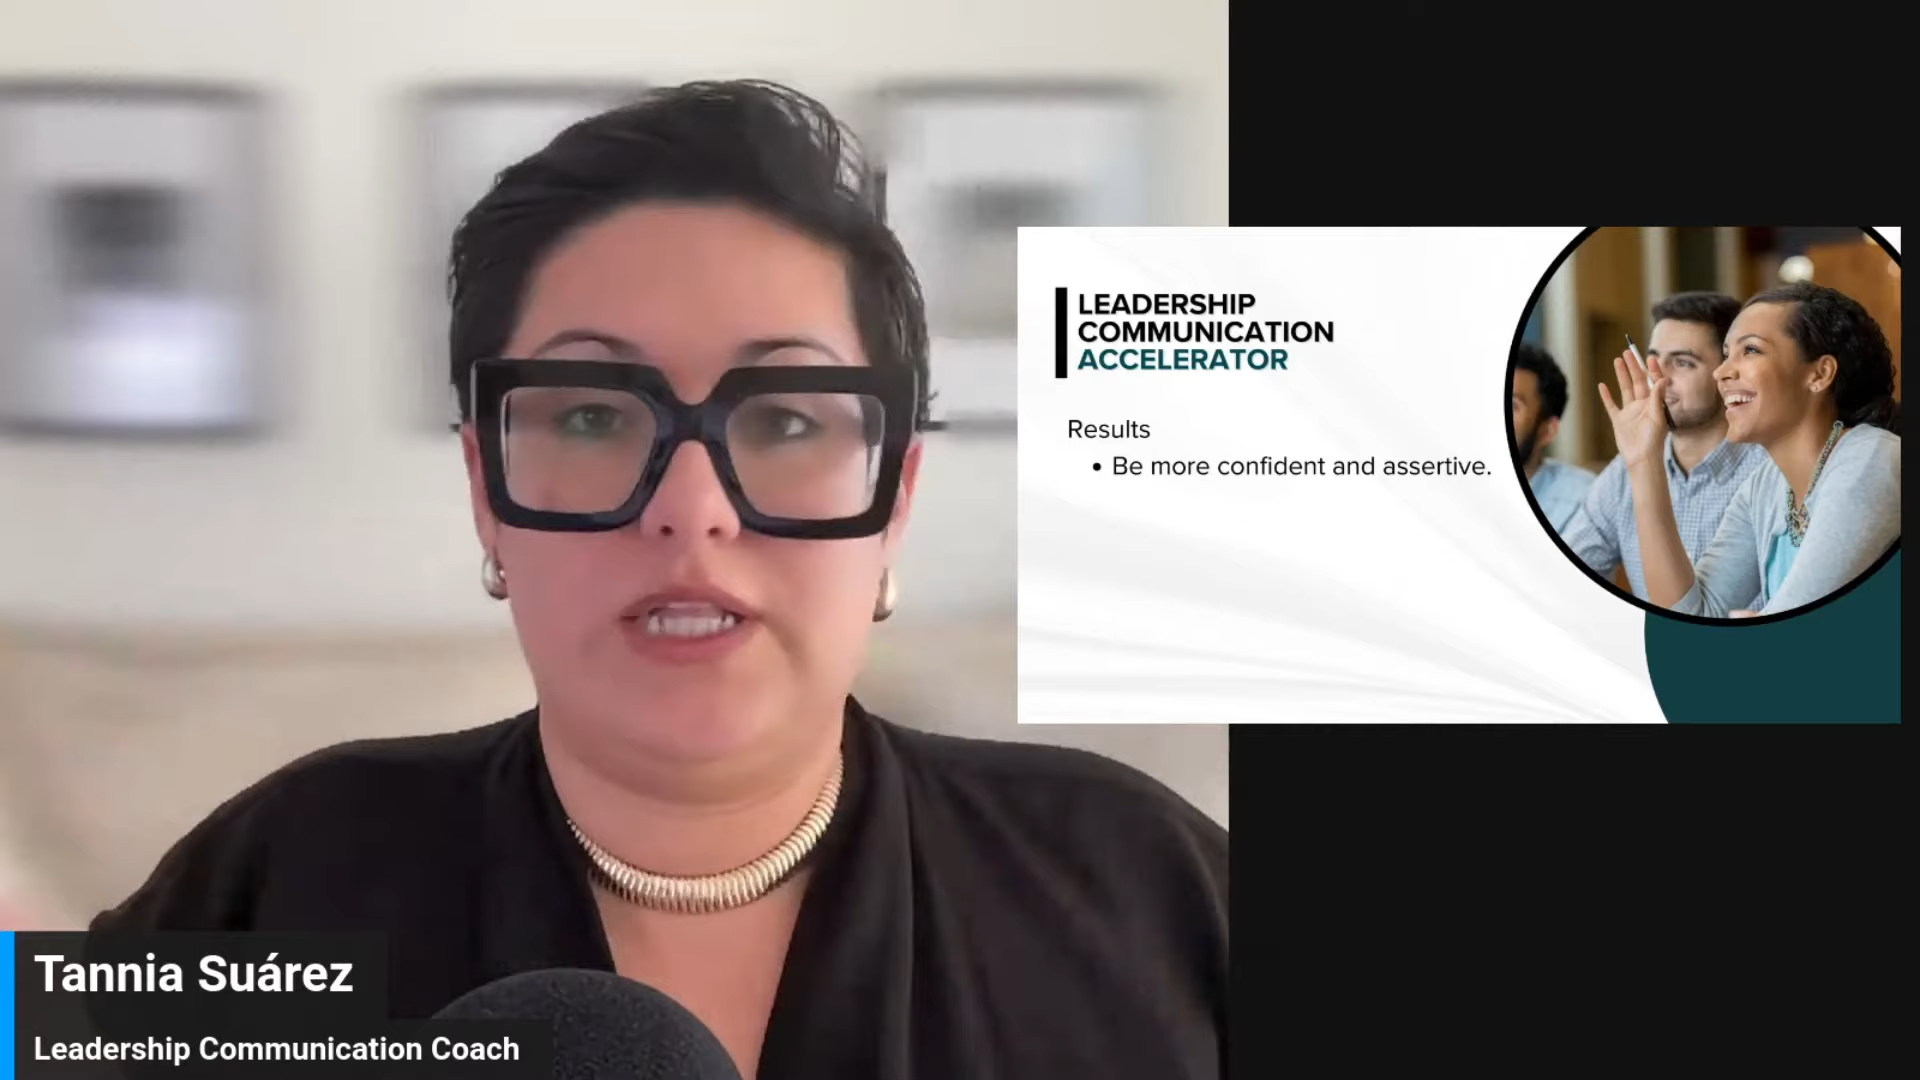 LEADERSHIP
COMMUNICATION
ACCELERATOR
Results
• Be more confident and assertive.
Tannia Suárez
Leadership Communication Coach